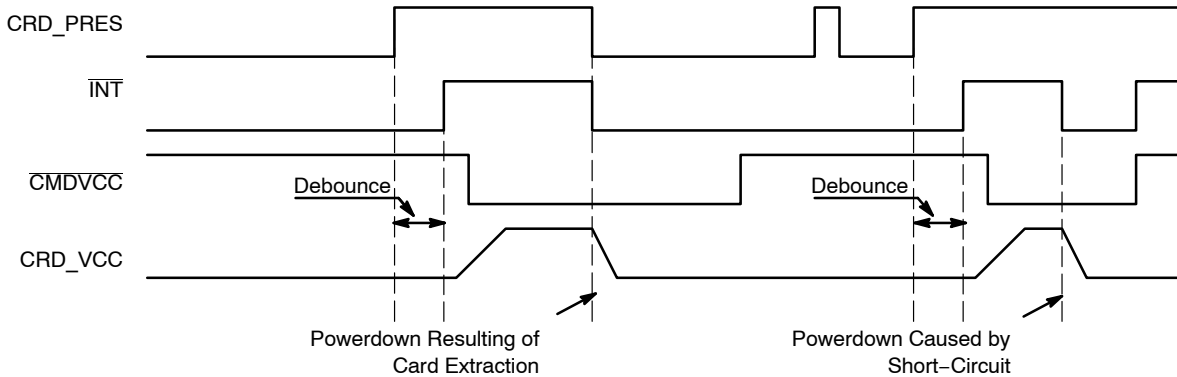 CRD_PRES
INT
CMDVCC
Debounce
Debounce
CRD_VCC
Powerdown Resulting of
Card Extraction
Powerdown Caused by
Short−Circuit